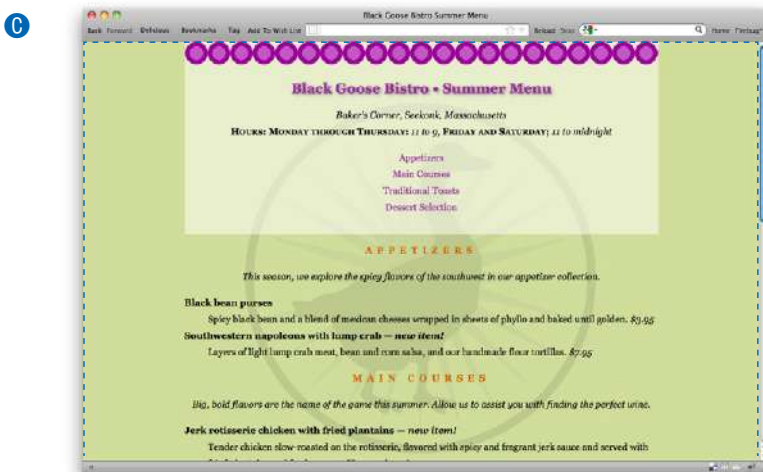 C
Black Goose Bistro Summer Menu
Back Forward Delicious Bookmarks Tag Add To Wish List Reload Stop Home Firebug
Black Goose Bistro • Summer Menu
Baker's Corner, Seekonk, Massachusetts
Hours: Monday through Thursday: 11 to 9, Friday and Saturday; 11 to midnight
Appetizers
Main Courses
Traditional Toasts
Dessert Selection
APPETIZERS
This season, we explore the spicy flavors of the southwest in our appetizer collection.
Black bean purses
Spicy black bean and a blend of mexican cheeses wrapped in sheets of phyllo and baked until golden. $3.95
Southwestern napoleons with lump crab — new item!
Layers of light lump crab meat, bean and corn salsa, and our handmade flour tortillas. $7.95
MAIN COURSES
Big, bold flavors are the name of the game this summer. Allow us to assist you with finding the perfect wine.
Jerk rotisserie chicken with fried plantains — new item!
Tender chicken slow-roasted on the rotisserie, flavored with spicy and fragrant jerk sauce and served with